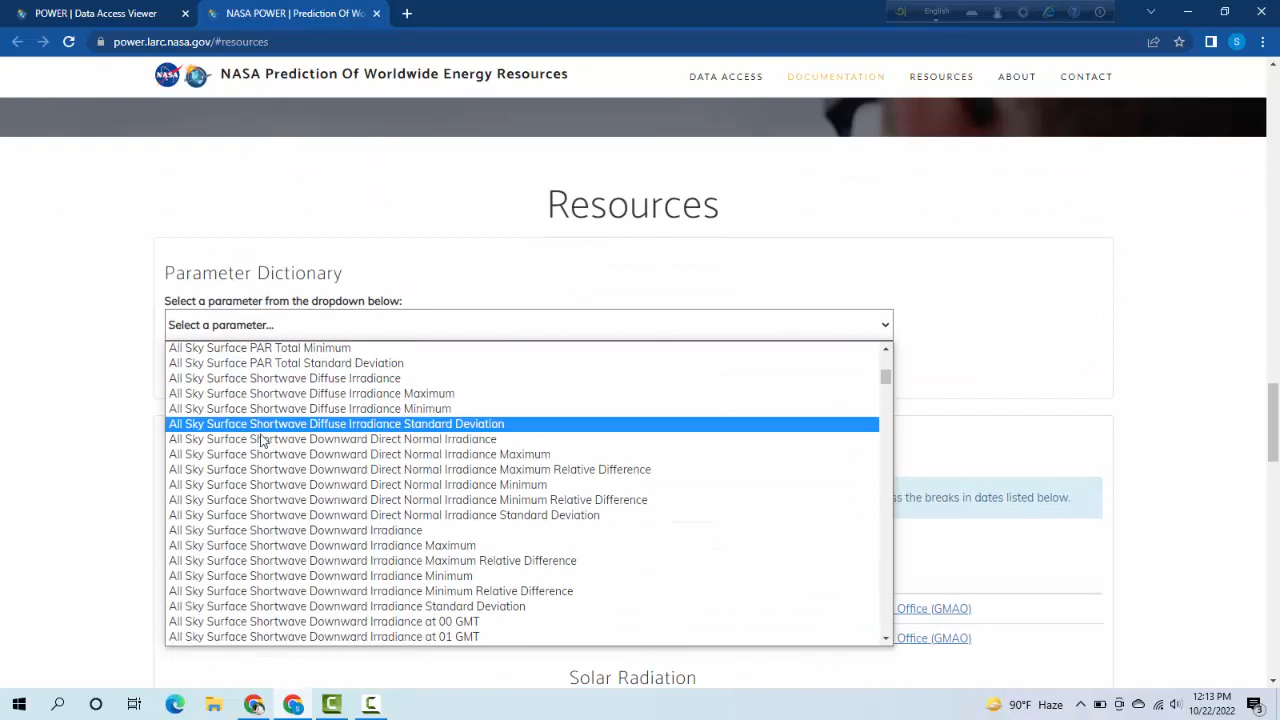 POWER | Data Access Viewer
NASA POWER | Prediction Of Wo
English
power.larc.nasa.gov/#resources
NASA Prediction Of Worldwide Energy Resources
DATA ACCESS
DOCUMENTATION
RESOURCES
ABOUT
CONTACT
Resources
Parameter Dictionary
Select a parameter from the dropdown below:
Select a parameter...
All Sky Surface PAR Total Minimum
All Sky Surface PAR Total Standard Deviation
All Sky Surface Shortwave Diffuse Irradiance
All Sky Surface Shortwave Diffuse Irradiance Maximum
All Sky Surface Shortwave Diffuse Irradiance Minimum
All Sky Surface Shortwave Diffuse Irradiance Standard Deviation
All Sky Surface Shortwave Downward Direct Normal Irradiance
All Sky Surface Shortwave Downward Direct Normal Irradiance Maximum
All Sky Surface Shortwave Downward Direct Normal Irradiance Maximum Relative Difference
All Sky Surface Shortwave Downward Direct Normal Irradiance Minimum
All Sky Surface Shortwave Downward Direct Normal Irradiance Minimum Relative Difference
All Sky Surface Shortwave Downward Direct Normal Irradiance Standard Deviation
All Sky Surface Shortwave Downward Irradiance
All Sky Surface Shortwave Downward Irradiance Maximum
All Sky Surface Shortwave Downward Irradiance Maximum Relative Difference
All Sky Surface Shortwave Downward Irradiance Minimum
All Sky Surface Shortwave Downward Irradiance Minimum Relative Difference
All Sky Surface Shortwave Downward Irradiance Standard Deviation
All Sky Surface Shortwave Downward Irradiance at 00 GMT
All Sky Surface Shortwave Downward Irradiance at 01 GMT
ss the breaks in dates listed below.
Office (GMAO)
Office (GMAO)
Solar Radiation
90°F Haze
12:13 PM
10/22/2022